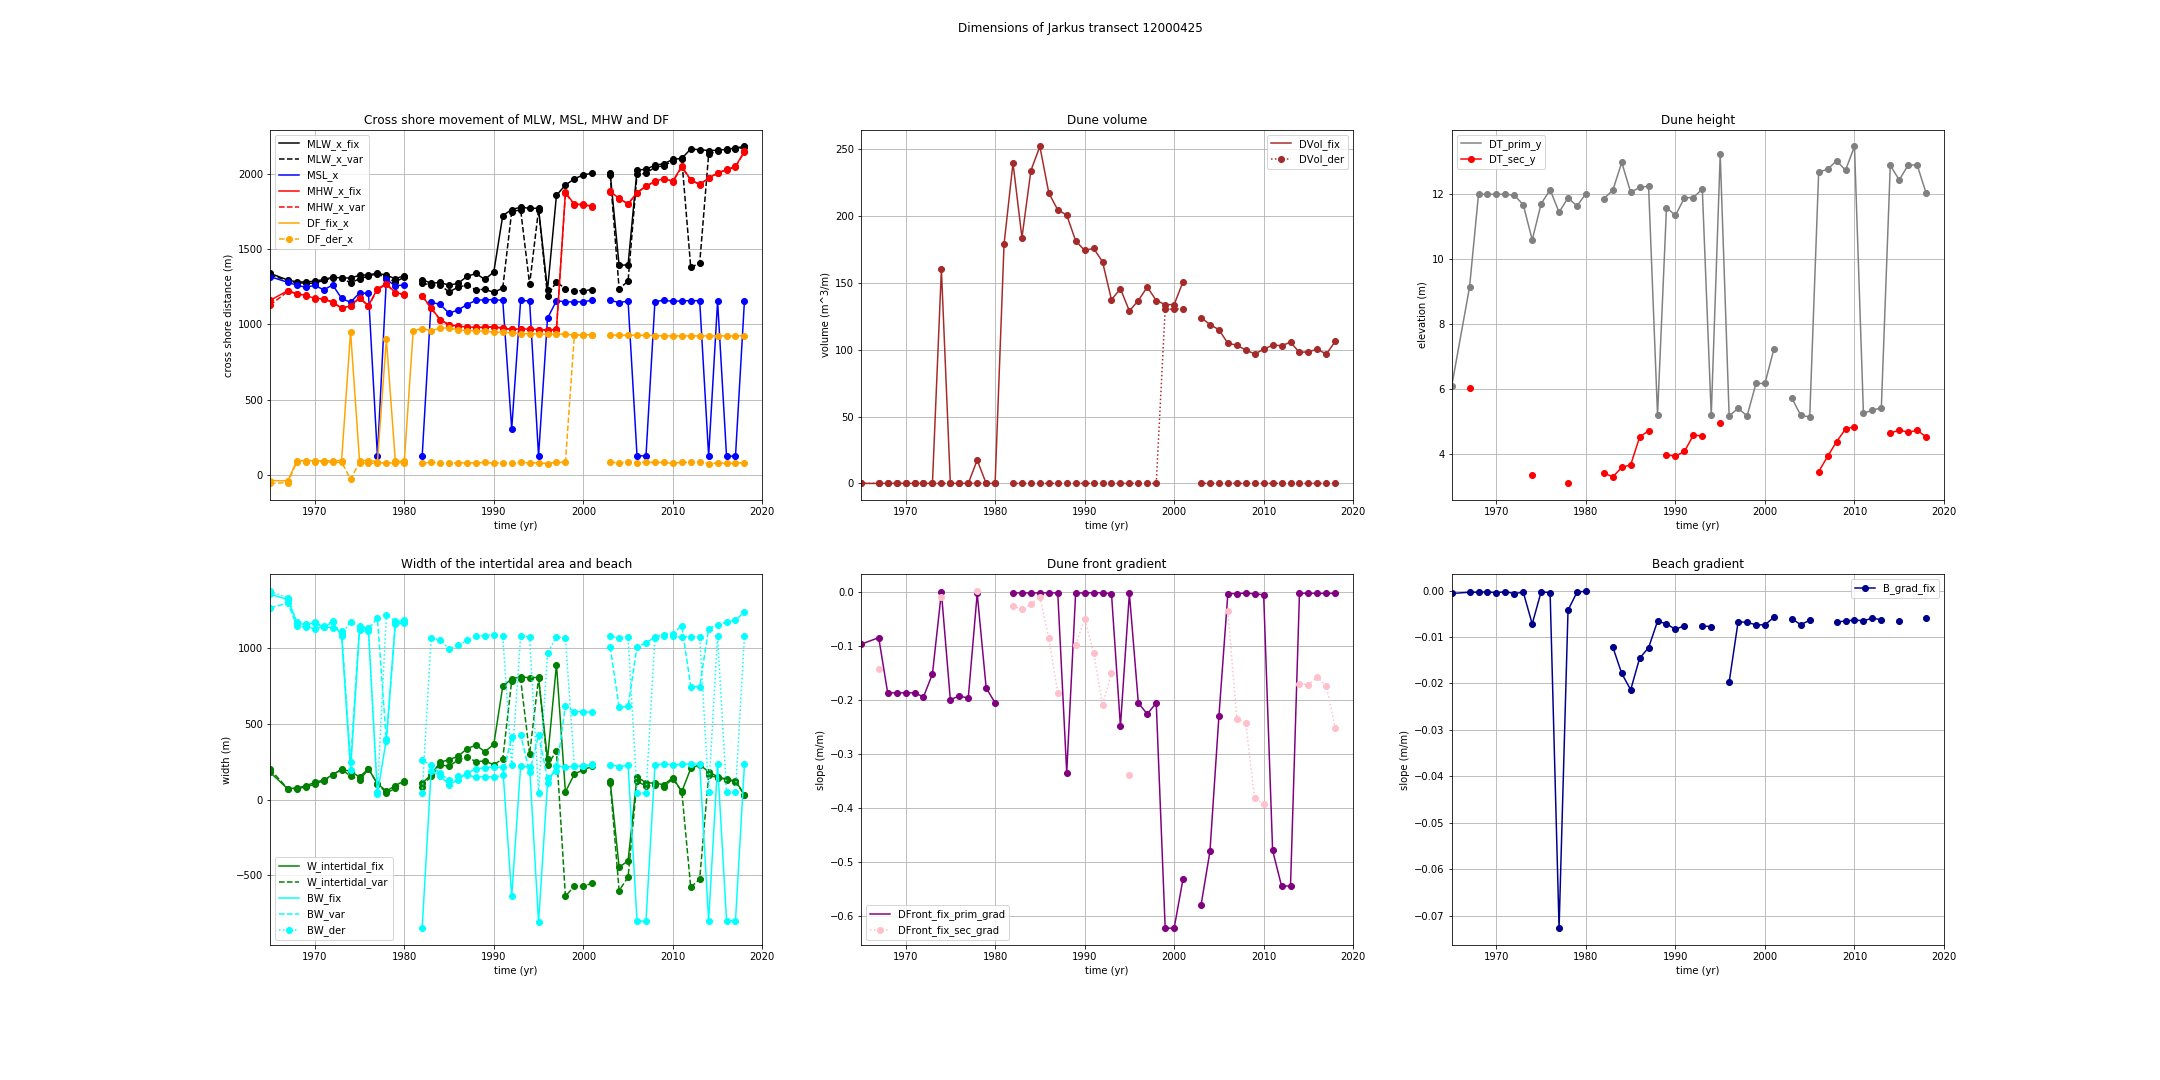 Dimensions of Jarkus transect 12000425
Cross shore movement of MLW, MSL, MHW and DF
MLW_x_fix
MLW_x_var
MSL_x
MHW_x_fix
MHW_x_var
DF_fix_x
DF_der_x
cross shore distance (m)
2000
1500
1000
500
0
1970
1980
1990
2000
2010
2020
time (yr)
Dune volume
DVol_fix
DVol_der
volume (m^3/m)
250
200
150
100
50
0
1970
1980
1990
2000
2010
2020
time (yr)
Dune height
DT_prim_y
DT_sec_y
elevation (m)
12
10
8
6
4
1970
1980
1990
2000
2010
2020
time (yr)
Width of the intertidal area and beach
width (m)
1000
500
0
−500
W_intertidal_fix
W_intertidal_var
BW_fix
BW_var
BW_der
1970
1980
1990
2000
2010
2020
time (yr)
Dune front gradient
slope (m/m)
0.0
−0.1
−0.2
−0.3
−0.4
−0.5
−0.6
DFront_fix_prim_grad
DFront_fix_sec_grad
1970
1980
1990
2000
2010
2020
time (yr)
Beach gradient
B_grad_fix
slope (m/m)
0.00
−0.01
−0.02
−0.03
−0.04
−0.05
−0.06
−0.07
1970
1980
1990
2000
2010
2020
time (yr)